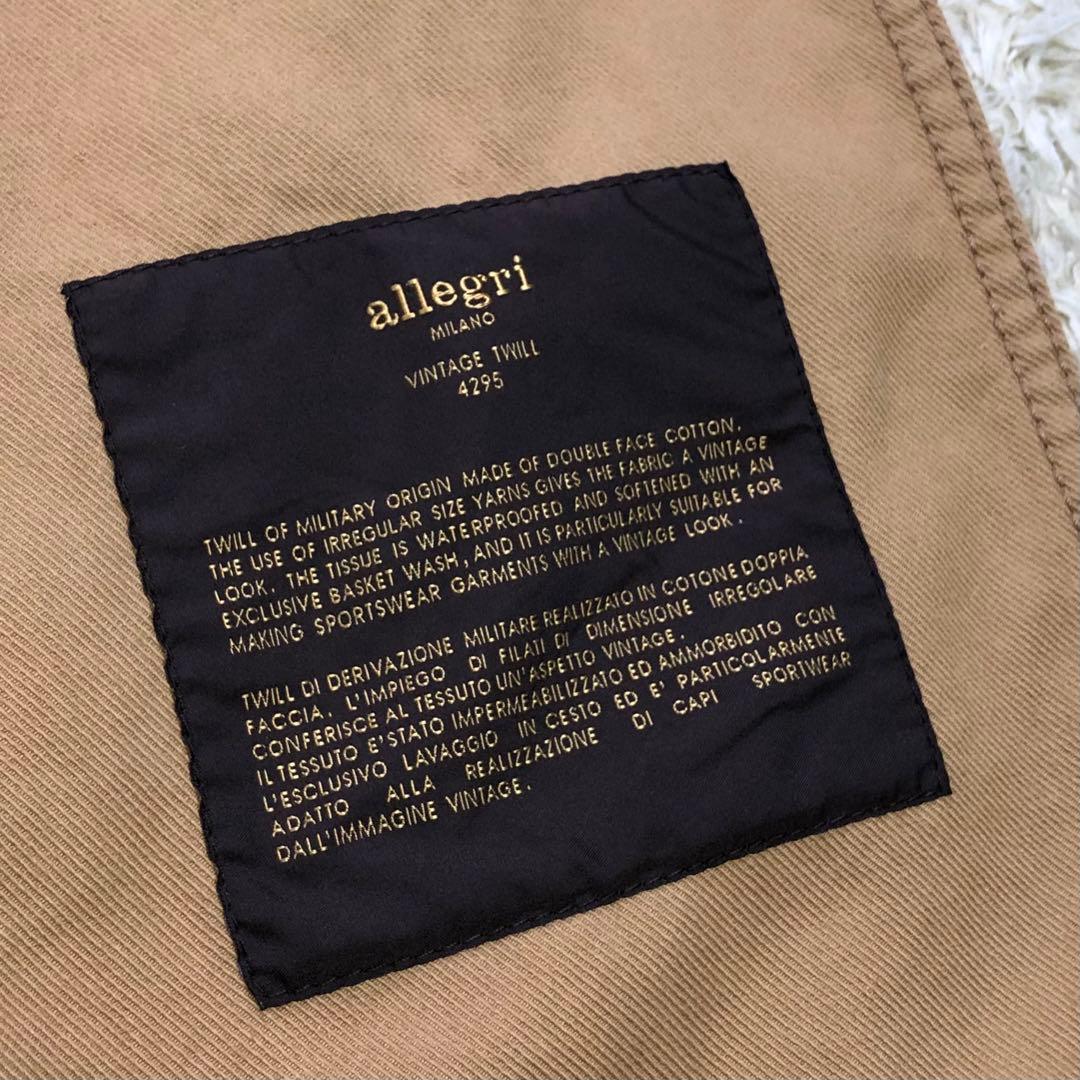 allegri
MILANO
VINTAGE TWILL
4295
TWILL OF MILITARY ORIGIN MADE OF DOUBLE FACE COTTON.
THE USE OF IRREGULAR SIZE YARNS GIVES THE FABRIC A VINTAGE
LOOK. THE TISSUE IS WATERPROOFED AND SOFTENED WITH AN
EXCLUSIVE BASKET WASH, AND IT IS PARTICULARLY SUITABLE FOR
MAKING SPORTSWEAR GARMENTS WITH A VINTAGE LOOK.
TWILL DI DERIVAZIONE MILITARE REALIZZATO IN COTONE DOPPIA
FACCIA. L'IMPIEGO DI FILATI DI DIMENSIONE IRREGOLARE
CONFERISCE AL TESSUTO UN'ASPETTO VINTAGE.
IL TESSUTO E'STATO IMPERMEABILIZZATO ED AMMORBIDITO CON
L'ESCLUSIVO LAVAGGIO IN CESTO ED E' PARTICOLARMENTE
ADATTO ALLA REALIZZAZIONE DI CAPI SPORTWEAR
DALL'IMMAGINE VINTAGE.